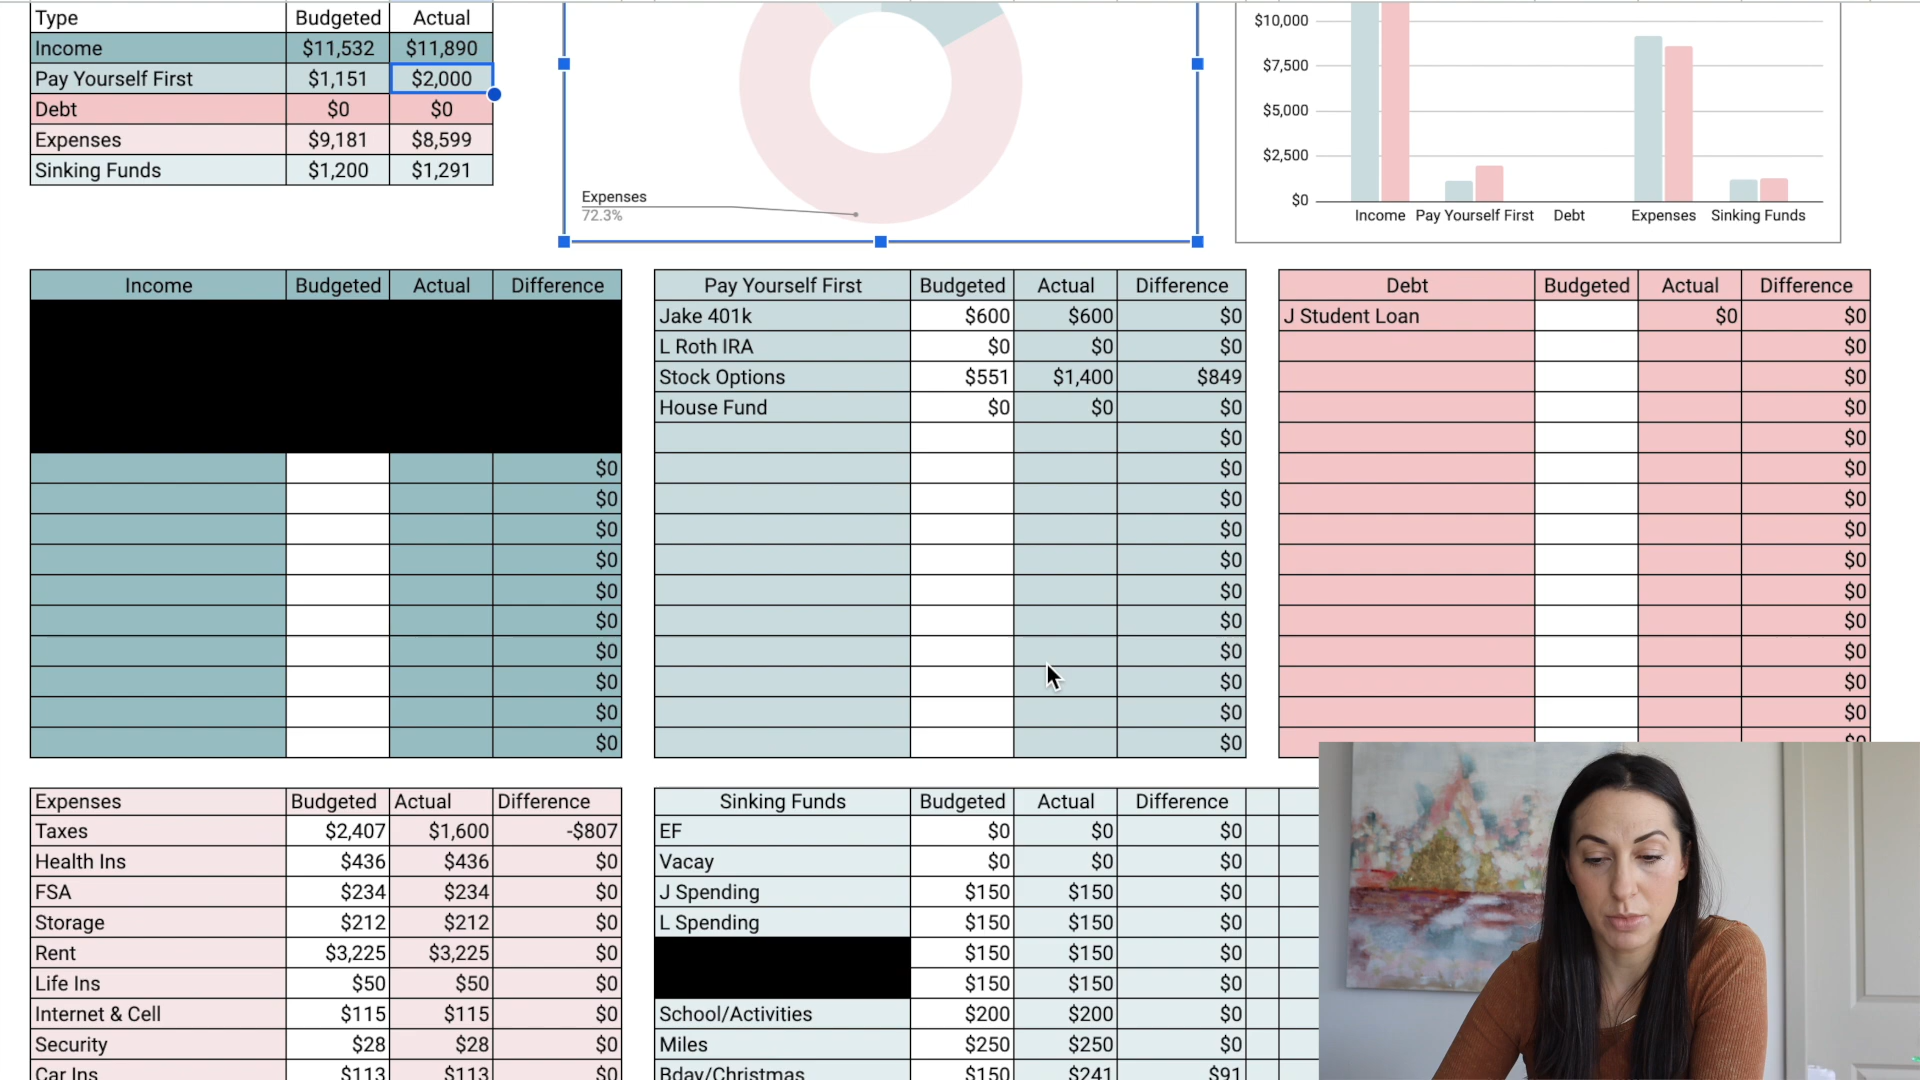 Type Budgeted Actual
Income $11,532 $11,890
Pay Yourself First $1,151 $2,000
Debt $0 $0
Expenses $9,181 $8,599
Sinking Funds $1,200 $1,291
Expenses
72.3%
$10,000
$7,500
$5,000
$2,500
$0
Income Pay Yourself First Debt Expenses Sinking Funds
Income Budgeted Actual Difference
$0
$0
$0
$0
$0
$0
$0
$0
$0
$0
Pay Yourself First Budgeted Actual Difference
Jake 401k $600 $600 $0
L Roth IRA $0 $0 $0
Stock Options $551 $1,400 $849
House Fund $0 $0 $0
$0
$0
$0
$0
$0
$0
$0
$0
$0
$0
$0
Debt Budgeted Actual Difference
J Student Loan $0 $0
$0
$0
$0
$0
$0
$0
$0
$0
$0
$0
$0
$0
$0
$0
Expenses Budgeted Actual Difference
Taxes $2,407 $1,600 -$807
Health Ins $436 $436 $0
FSA $234 $234 $0
Storage $212 $212 $0
Rent $3,225 $3,225 $0
Life Ins $50 $50 $0
Internet & Cell $115 $115 $0
Security $28 $28 $0
Car Ins $113 $113 $0
Sinking Funds Budgeted Actual Difference
EF $0 $0 $0
Vacay $0 $0 $0
J Spending $150 $150 $0
L Spending $150 $150 $0
$150 $150 $0
$150 $150 $0
School/Activities $200 $200 $0
Miles $250 $250 $0
Bday/Christmas $150 $241 $91